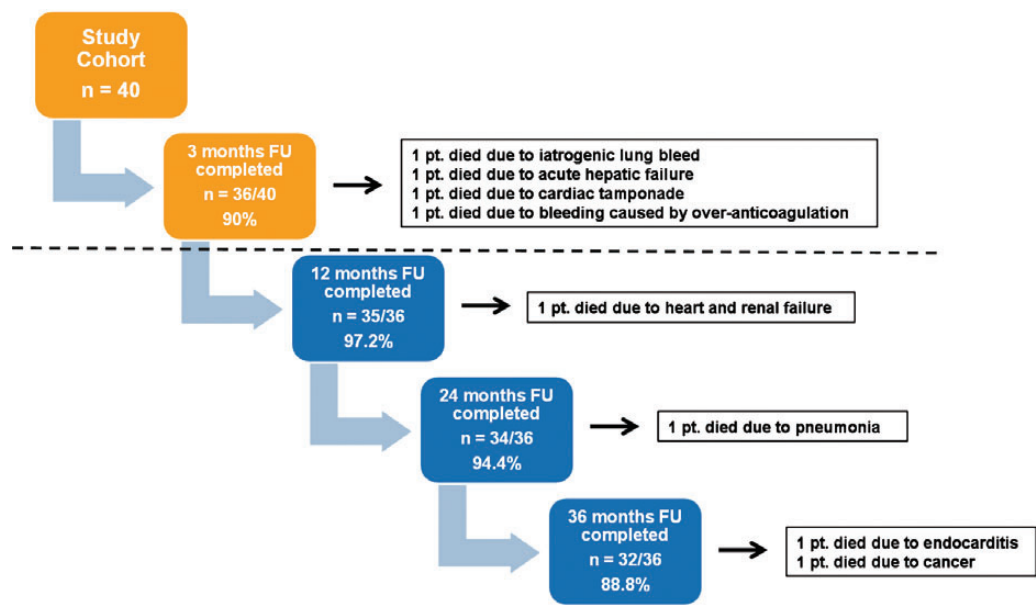 Study
Cohort
n = 40
3 months FU
completed
n = 36/40
90%
1 pt. died due to iatrogenic lung bleed
1 pt. died due to acute hepatic failure
1 pt. died due to cardiac tamponade
1 pt. died due to bleeding caused by over-anticoagulation
12 months FU
completed
n = 35/36
97.2%
1 pt. died due to heart and renal failure
24 months FU
completed
n = 34/36
94.4%
1 pt. died due to pneumonia
36 months FU
completed
n = 32/36
88.8%
1 pt. died due to endocarditis
1 pt. died due to cancer